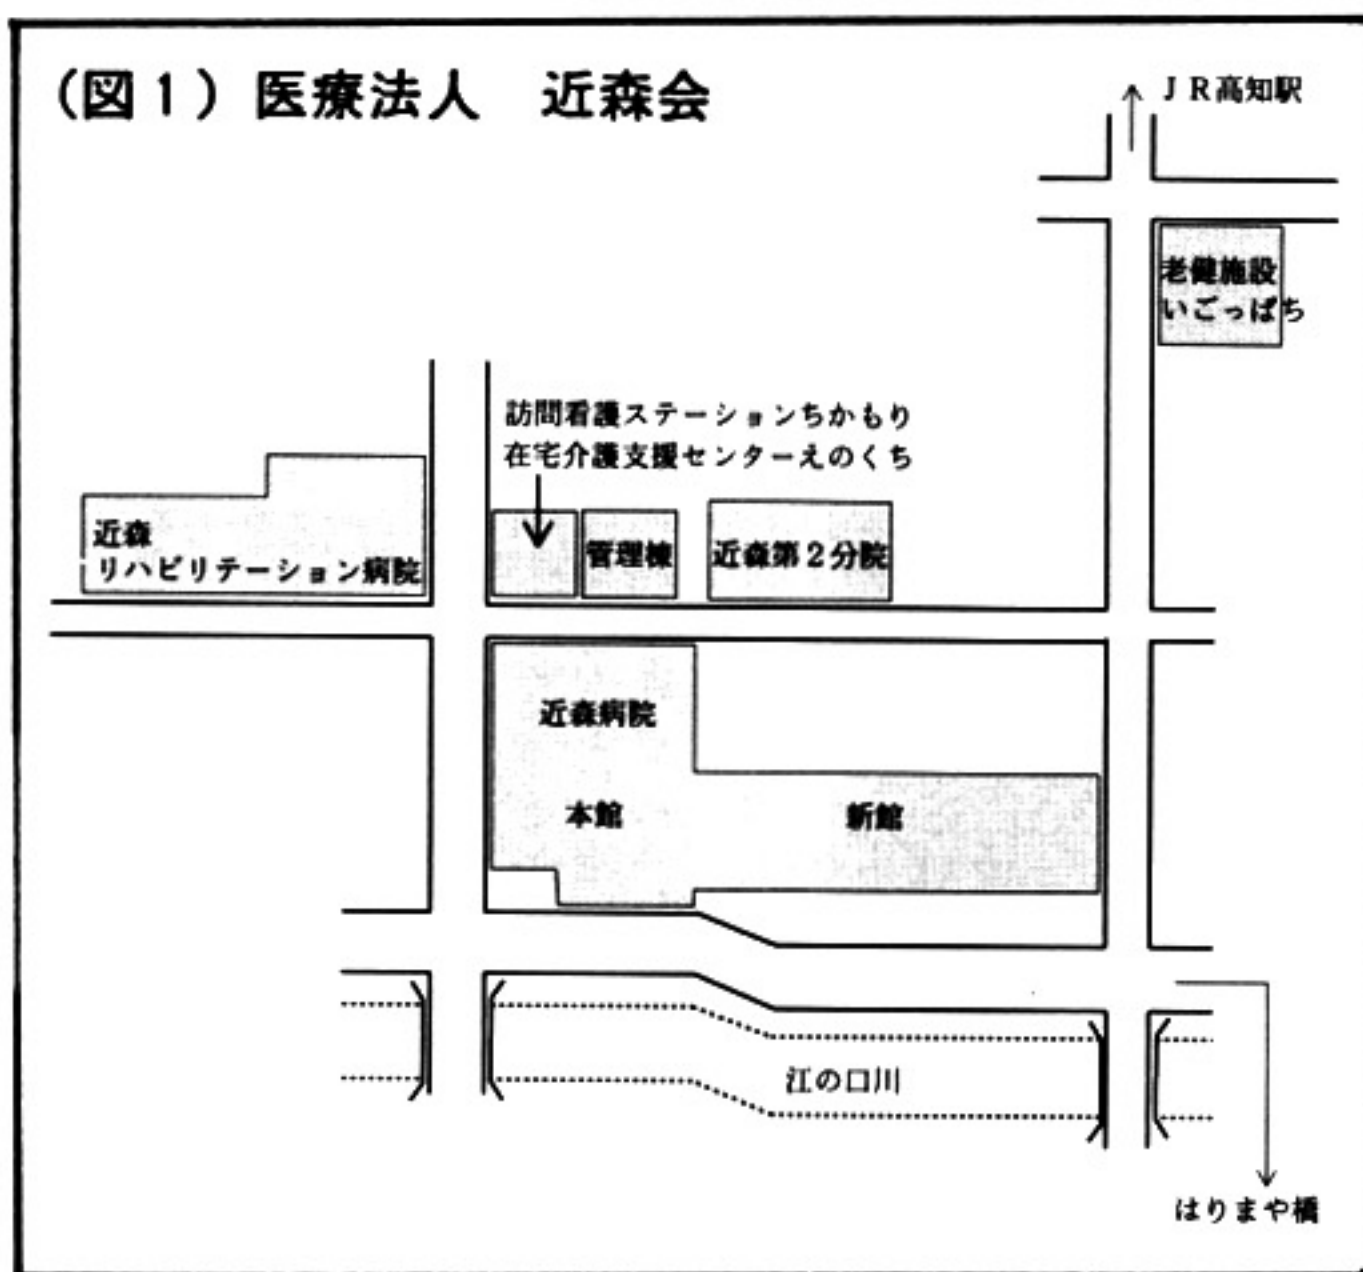 (図1) 医療法人 近森会
JR高知駅
老健施設
いごっぱち
訪問看護ステーションちかもり
在宅介護支援センターえのくち
近森
リハビリテーション病院
管理棟
近森第2分院
近森病院
本館
新館
江の口川
はりまや橋